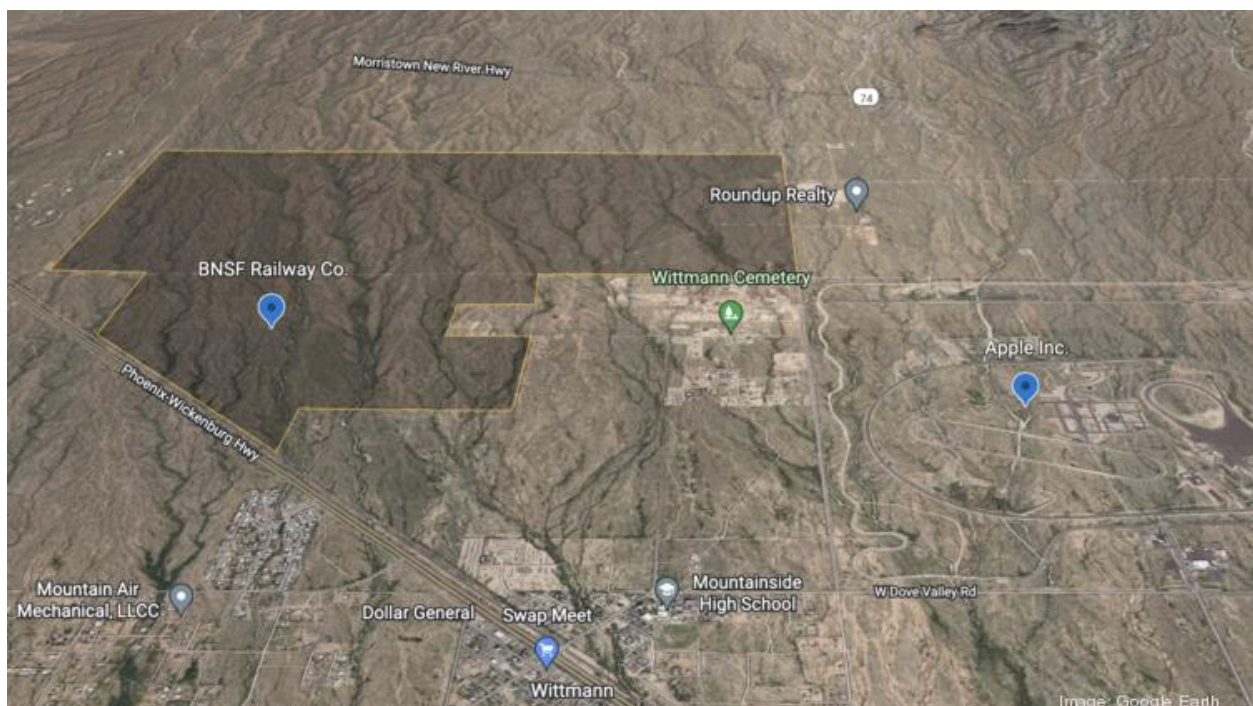 Morristown New River Hwy
74
Roundup Realty
BNSF Railway Co.
Wittmann Cemetery
Apple Inc.
Phoenix-Wickenburg Hwy
Mountain Air
Mechanical, LLCC
Dollar General
Swap Meet
Mountainside
High School
W Dove Valley Rd
Wittmann
Image: Google Earth